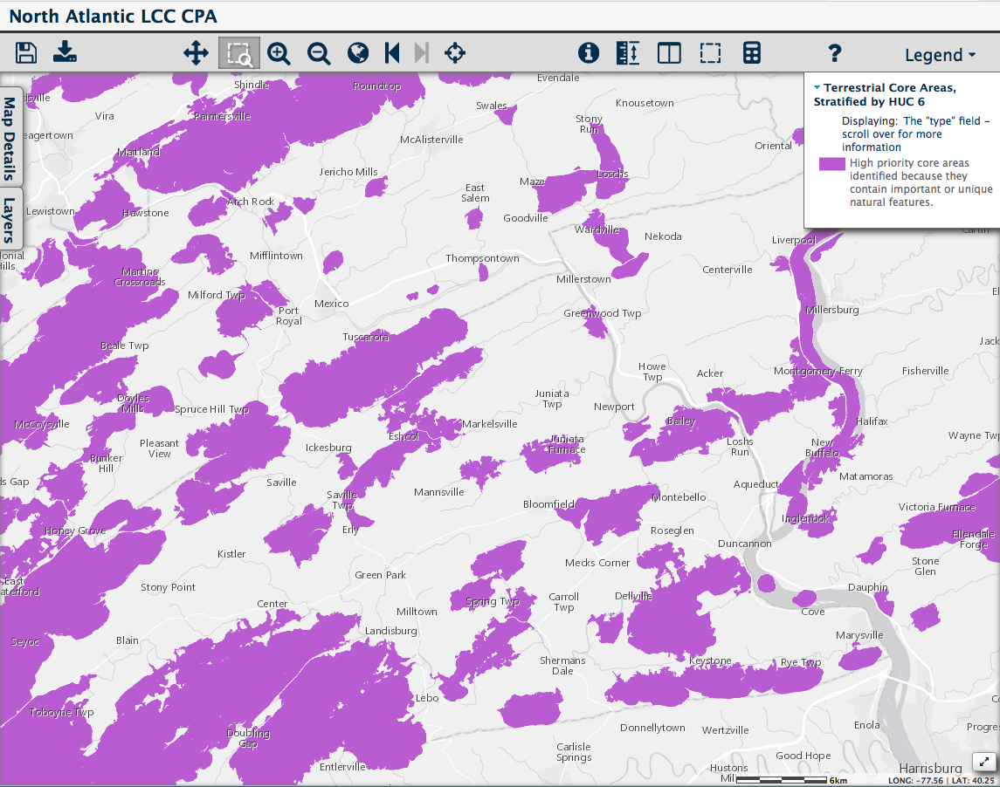 North Atlantic LCC CPA
Legend
Terrestrial Core Areas,
Stratified by HUC 6
Displaying: The "type" field –
scroll over for more
information
High priority core areas
identified because they
contain important or unique
natural features.
Map Details
Layers
Evendale
Shindle
Roundtop
Knousetown
Swales
Vira
Paintersville
Stony
Run
McAlisterville
Oriental
Maitland
Jericho Mills
Loschs
Maze
East
Salem
Arch Rock
Lewistown
Hawstone
Goodville
Wardville
Nekoda
Liverpool
Mifflintown
Thompsontown
Centerville
Martins
Crossroads
Millerstown
Milford Twp
Mexico
Port
Royal
Greenwood Twp
Millersburg
Tuscarora
Beale Twp
Howe
Twp
Acker
Montgomery Ferry
Fisherville
Juniata
Twp
Doyles
Mills
Spruce Hill Twp
Newport
McCoysville
Markelsville
Bailey
Halifax
Eshcol
Wayne Twp
Pleasant
View
Ickesburg
Juniata
Furnace
Loshs
Run
New
Buffalo
Bunker
Hill
Saville
Mannsville
Aqueduct
Matamoras
Saville
Twp
Bloomfield
Montebello
Victoria Furnace
Inglenook
Honey Grove
Erly
Roseglen
Ellendale
Forge
Duncannon
Kistler
Mecks Corner
Stone
Glen
Green Park
East
Stony Point
Dauphin
Center
Spring Twp
Carroll
Twp
Dellville
Milltown
Cove
Landisburg
Marysville
Seyoc
Blain
Shermans
Dale
Keystone
Rye Twp
Lebo
Toboyne Twp
Donnellytown
Wertzville
Enola
Doubling
Gap
Carlisle
Springs
Good Hope
Entlerville
Hustons
Harrisburg
6km
LONG: -77.56 | LAT: 40.25